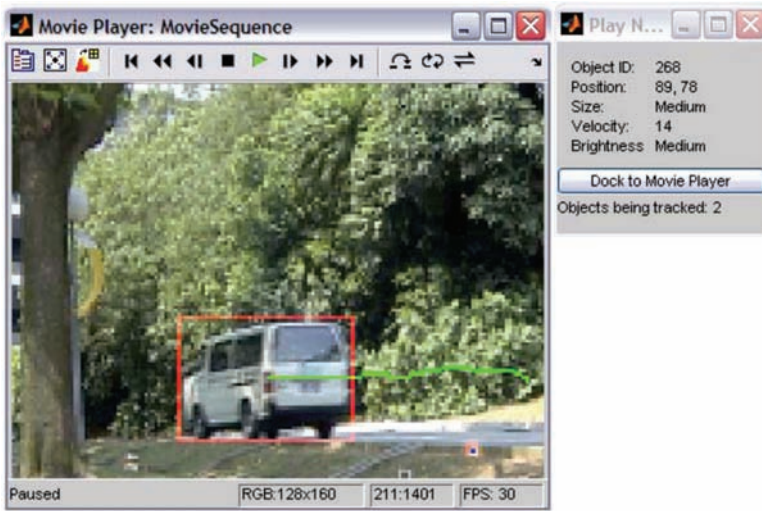 Movie Player: MovieSequence
Paused
RGB:128x160
211:1401
FPS: 30
Play N...
Object ID: 268
Position: 89, 78
Size: Medium
Velocity: 14
Brightness Medium
Dock to Movie Player
Objects being tracked: 2